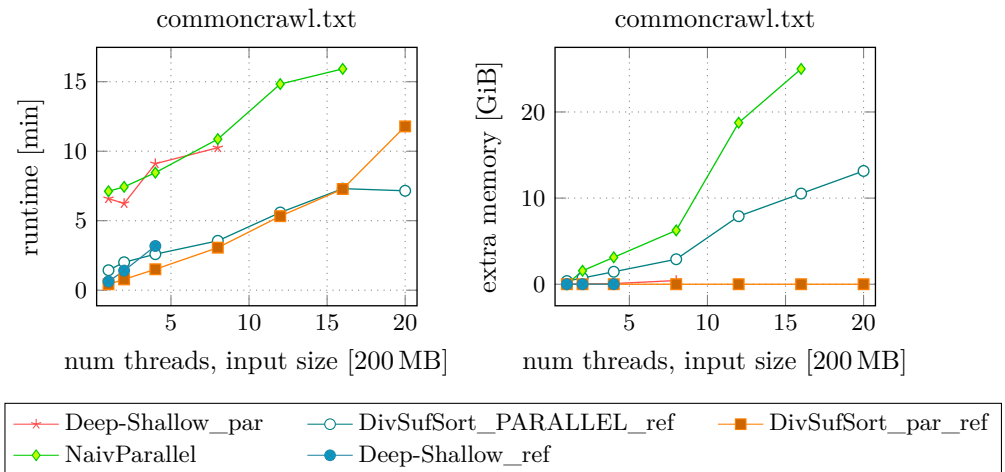 commoncrawl.txt commoncrawl.txt
runtime [min]
15
10
5
0
5 10 15 20
num threads, input size [200 MB]
extra memory [GiB]
20
10
0
5 10 15 20
num threads, input size [200 MB]
Deep-Shallow_par DivSufSort_PARALLEL_ref DivSufSort_par_ref
NaivParallel Deep-Shallow_ref